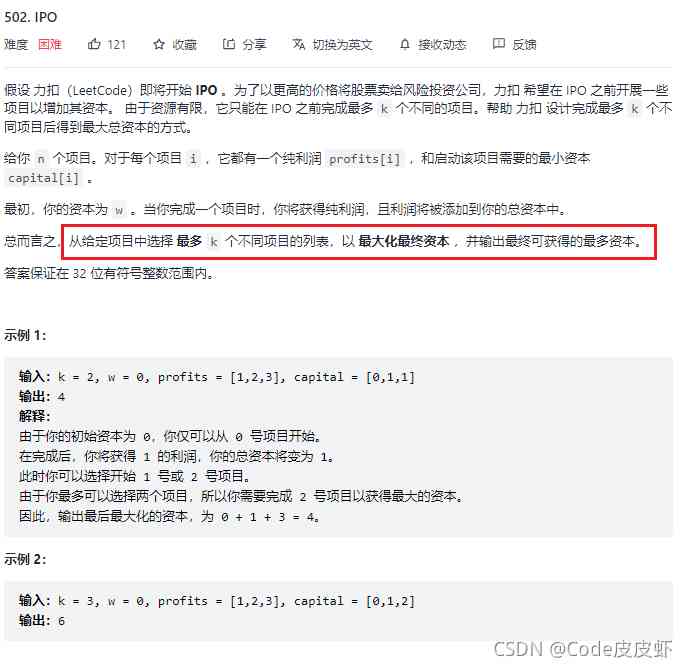 502. IPO
难度 困难 121 收藏 分享 切换为英文 接收动态 反馈
假设 力扣（LeetCode）即将开始 IPO 。为了以更高的价格将股票卖给风险投资公司，力扣 希望在 IPO 之前开展一些
项目以增加其资本。 由于资源有限，它只能在 IPO 之前完成最多 k 个不同的项目。帮助 力扣 设计完成最多 k 个不
同项目后得到最大总资本的方式。
给你 n 个项目。对于每个项目 i ，它都有一个纯利润 profits[i] ，和启动该项目需要的最小资本
capital[i] 。
最初，你的资本为 w 。当你完成一个项目时，你将获得纯利润，且利润将被添加到你的总资本中。
总而言之，从给定项目中选择 最多 k 个不同项目的列表，以 最大化最终资本 ，并输出最终可获得的最多资本。
答案保证在 32 位有符号整数范围内。
示例 1：
输入：k = 2, w = 0, profits = [1,2,3], capital = [0,1,1]
输出：4
解释：
由于你的初始资本为 0，你仅可以从 0 号项目开始。
在完成后，你将获得 1 的利润，你的总资本将变为 1。
此时你可以选择开始 1 号或 2 号项目。
由于你最多可以选择两个项目，所以你需要完成 2 号项目以获得最大的资本。
因此，输出最后最大化的资本，为 0 + 1 + 3 = 4。
示例 2：
输入：k = 3, w = 0, profits = [1,2,3], capital = [0,1,2]
输出：6
CSDN @Code皮皮虾